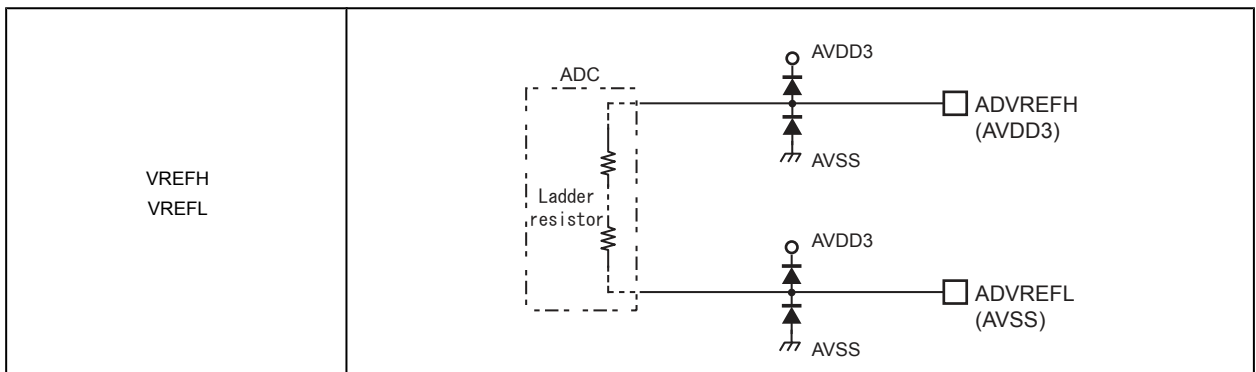 VREFH
VREFL
ADC
Ladder
resistor
AVDD3
ADVREFH
(AVDD3)
AVSS
AVDD3
ADVREFL
(AVSS)
AVSS